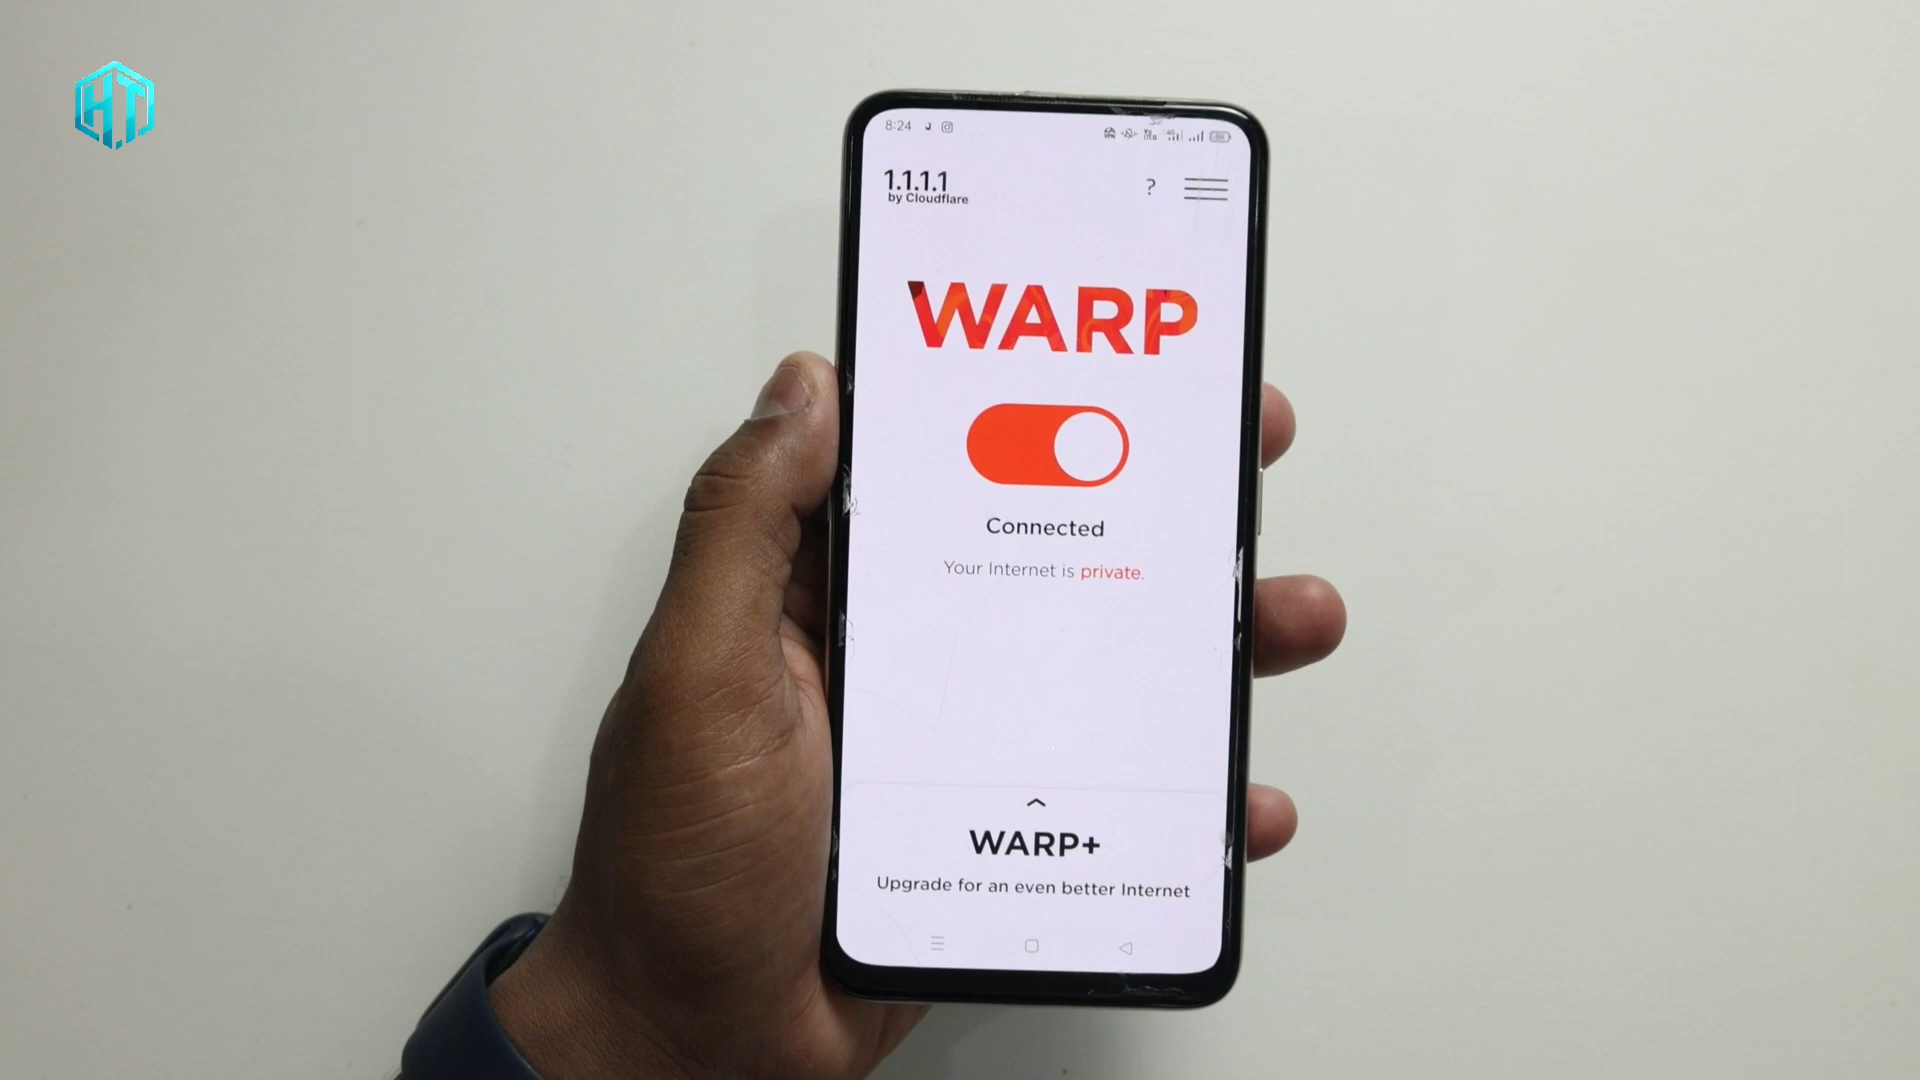 HT
8:24
1.1.1.1
by Cloudflare
?
WARP
Connected
Your Internet is private.
WARP+
Upgrade for an even better Internet